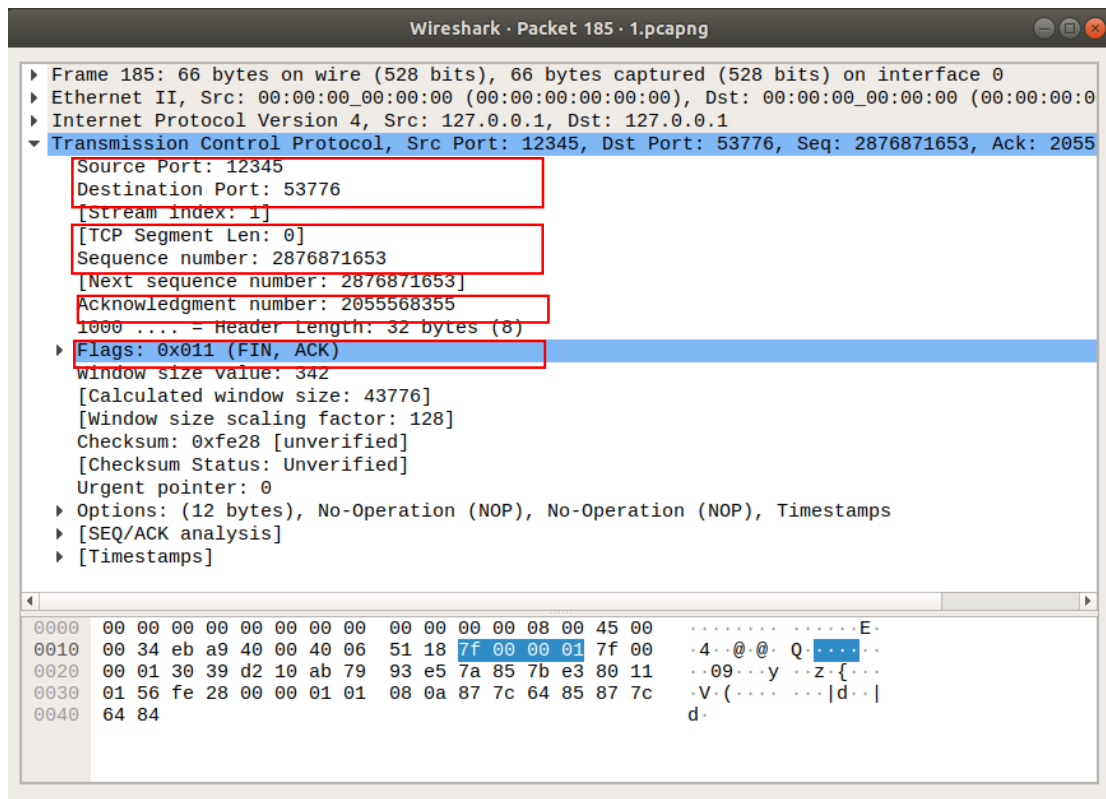 Wireshark · Packet 185 · 1.pcapng
Frame 185: 66 bytes on wire (528 bits), 66 bytes captured (528 bits) on interface 0
Ethernet II, Src: 00:00:00_00:00:00 (00:00:00:00:00:00), Dst: 00:00:00_00:00:00 (00:00:00:0
Internet Protocol Version 4, Src: 127.0.0.1, Dst: 127.0.0.1
Transmission Control Protocol, Src Port: 12345, Dst Port: 53776, Seq: 2876871653, Ack: 2055
Source Port: 12345
Destination Port: 53776
[Stream index: 1]
[TCP Segment Len: 0]
Sequence number: 2876871653
[Next sequence number: 2876871653]
Acknowledgment number: 2055568355
1000 .... = Header Length: 32 bytes (8)
Flags: 0x011 (FIN, ACK)
Window size value: 342
[Calculated window size: 43776]
[Window size scaling factor: 128]
Checksum: 0xfe28 [unverified]
[Checksum Status: Unverified]
Urgent pointer: 0
Options: (12 bytes), No-Operation (NOP), No-Operation (NOP), Timestamps
[SEQ/ACK analysis]
[Timestamps]
0000 00 00 00 00 00 00 00 00 00 00 00 00 08 00 45 00 ········ ······E·
0010 00 34 eb a9 40 00 40 06 51 18 7f 00 00 01 7f 00 ·4··@·@· Q·······
0020 00 01 30 39 d2 10 ab 79 93 e5 7a 85 7b e3 80 11 ··09···y ··z·{···
0030 01 56 fe 28 00 00 01 01 08 0a 87 7c 64 85 87 7c ·V·(···· ···|d··|
0040 64 84 d·